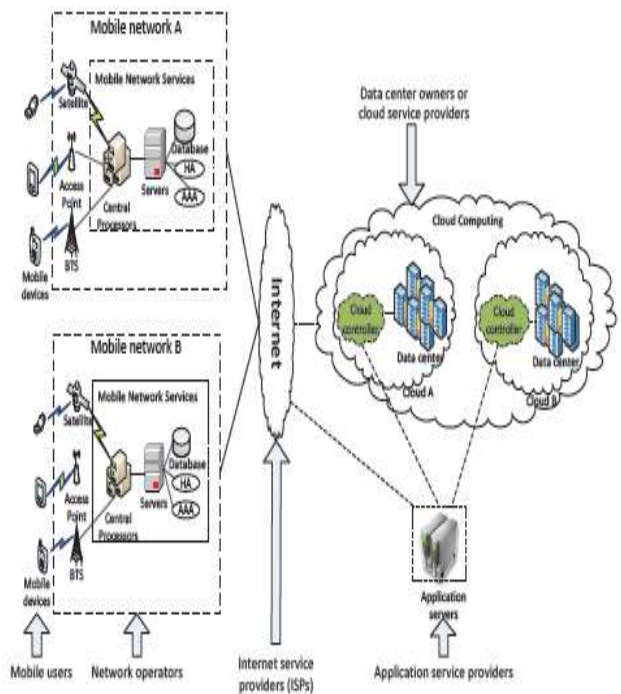 Mobile network A
Mobile Network Services
Satellite
Database
HA
AAA
Servers
Access
Point
Central
Processors
BTS
Mobile
devices
Mobile network B
Mobile Network Services
Satellite
Database
HA
AAA
Servers
Access
Point
Central
Processors
BTS
Mobile
devices
Mobile users
Network operators
Internet
Internet service
providers (ISPs)
Data center owners or
cloud service providers
Cloud Computing
Cloud
controller
Data center
Cloud A
Cloud
controller
Data center
Cloud B
Application
servers
Application service providers